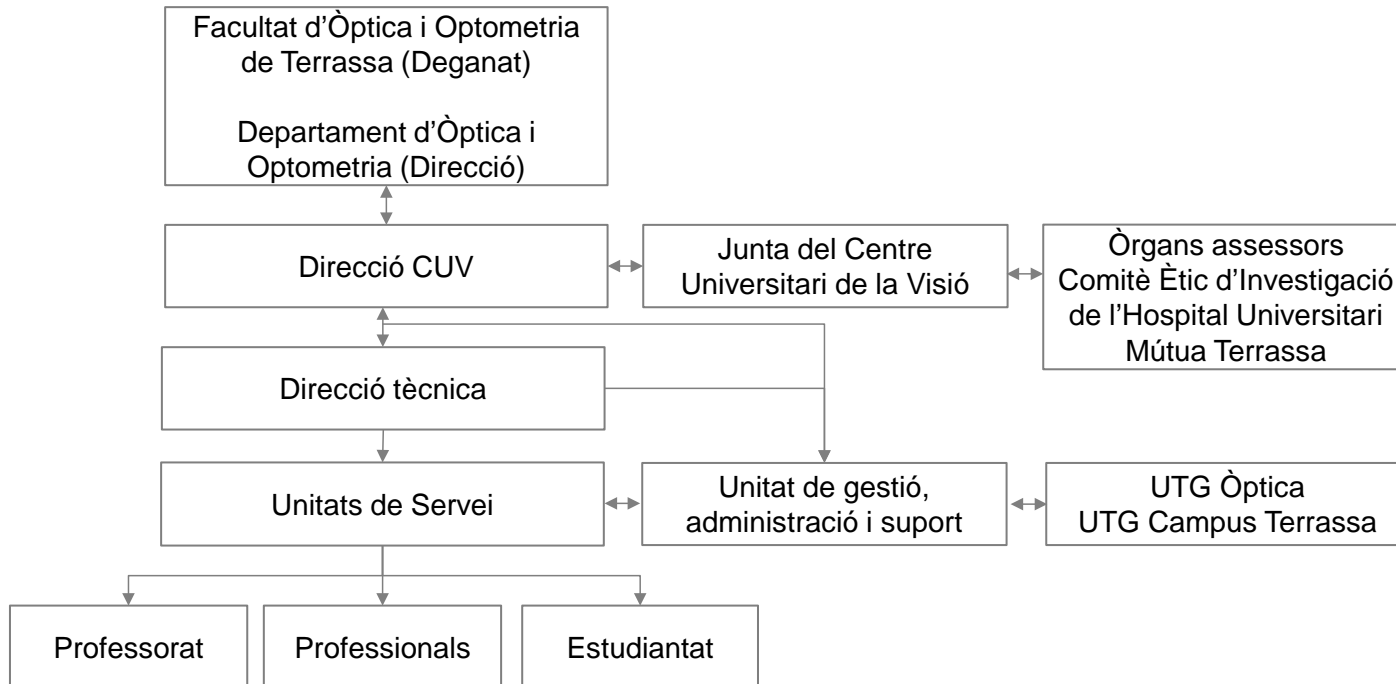 Facultat d’Òptica i Optometria
de Terrassa (Deganat)
Departament d’Òptica i
Optometria (Direcció)
Direcció CUV
Junta del Centre
Universitari de la Visió
Òrgans assessors
Comitè Ètic d’Investigació
de l’Hospital Universitari
Mútua Terrassa
Direcció tècnica
Unitats de Servei
Unitat de gestió,
administració i suport
UTG Òptica
UTG Campus Terrassa
Professorat
Professionals
Estudiantat